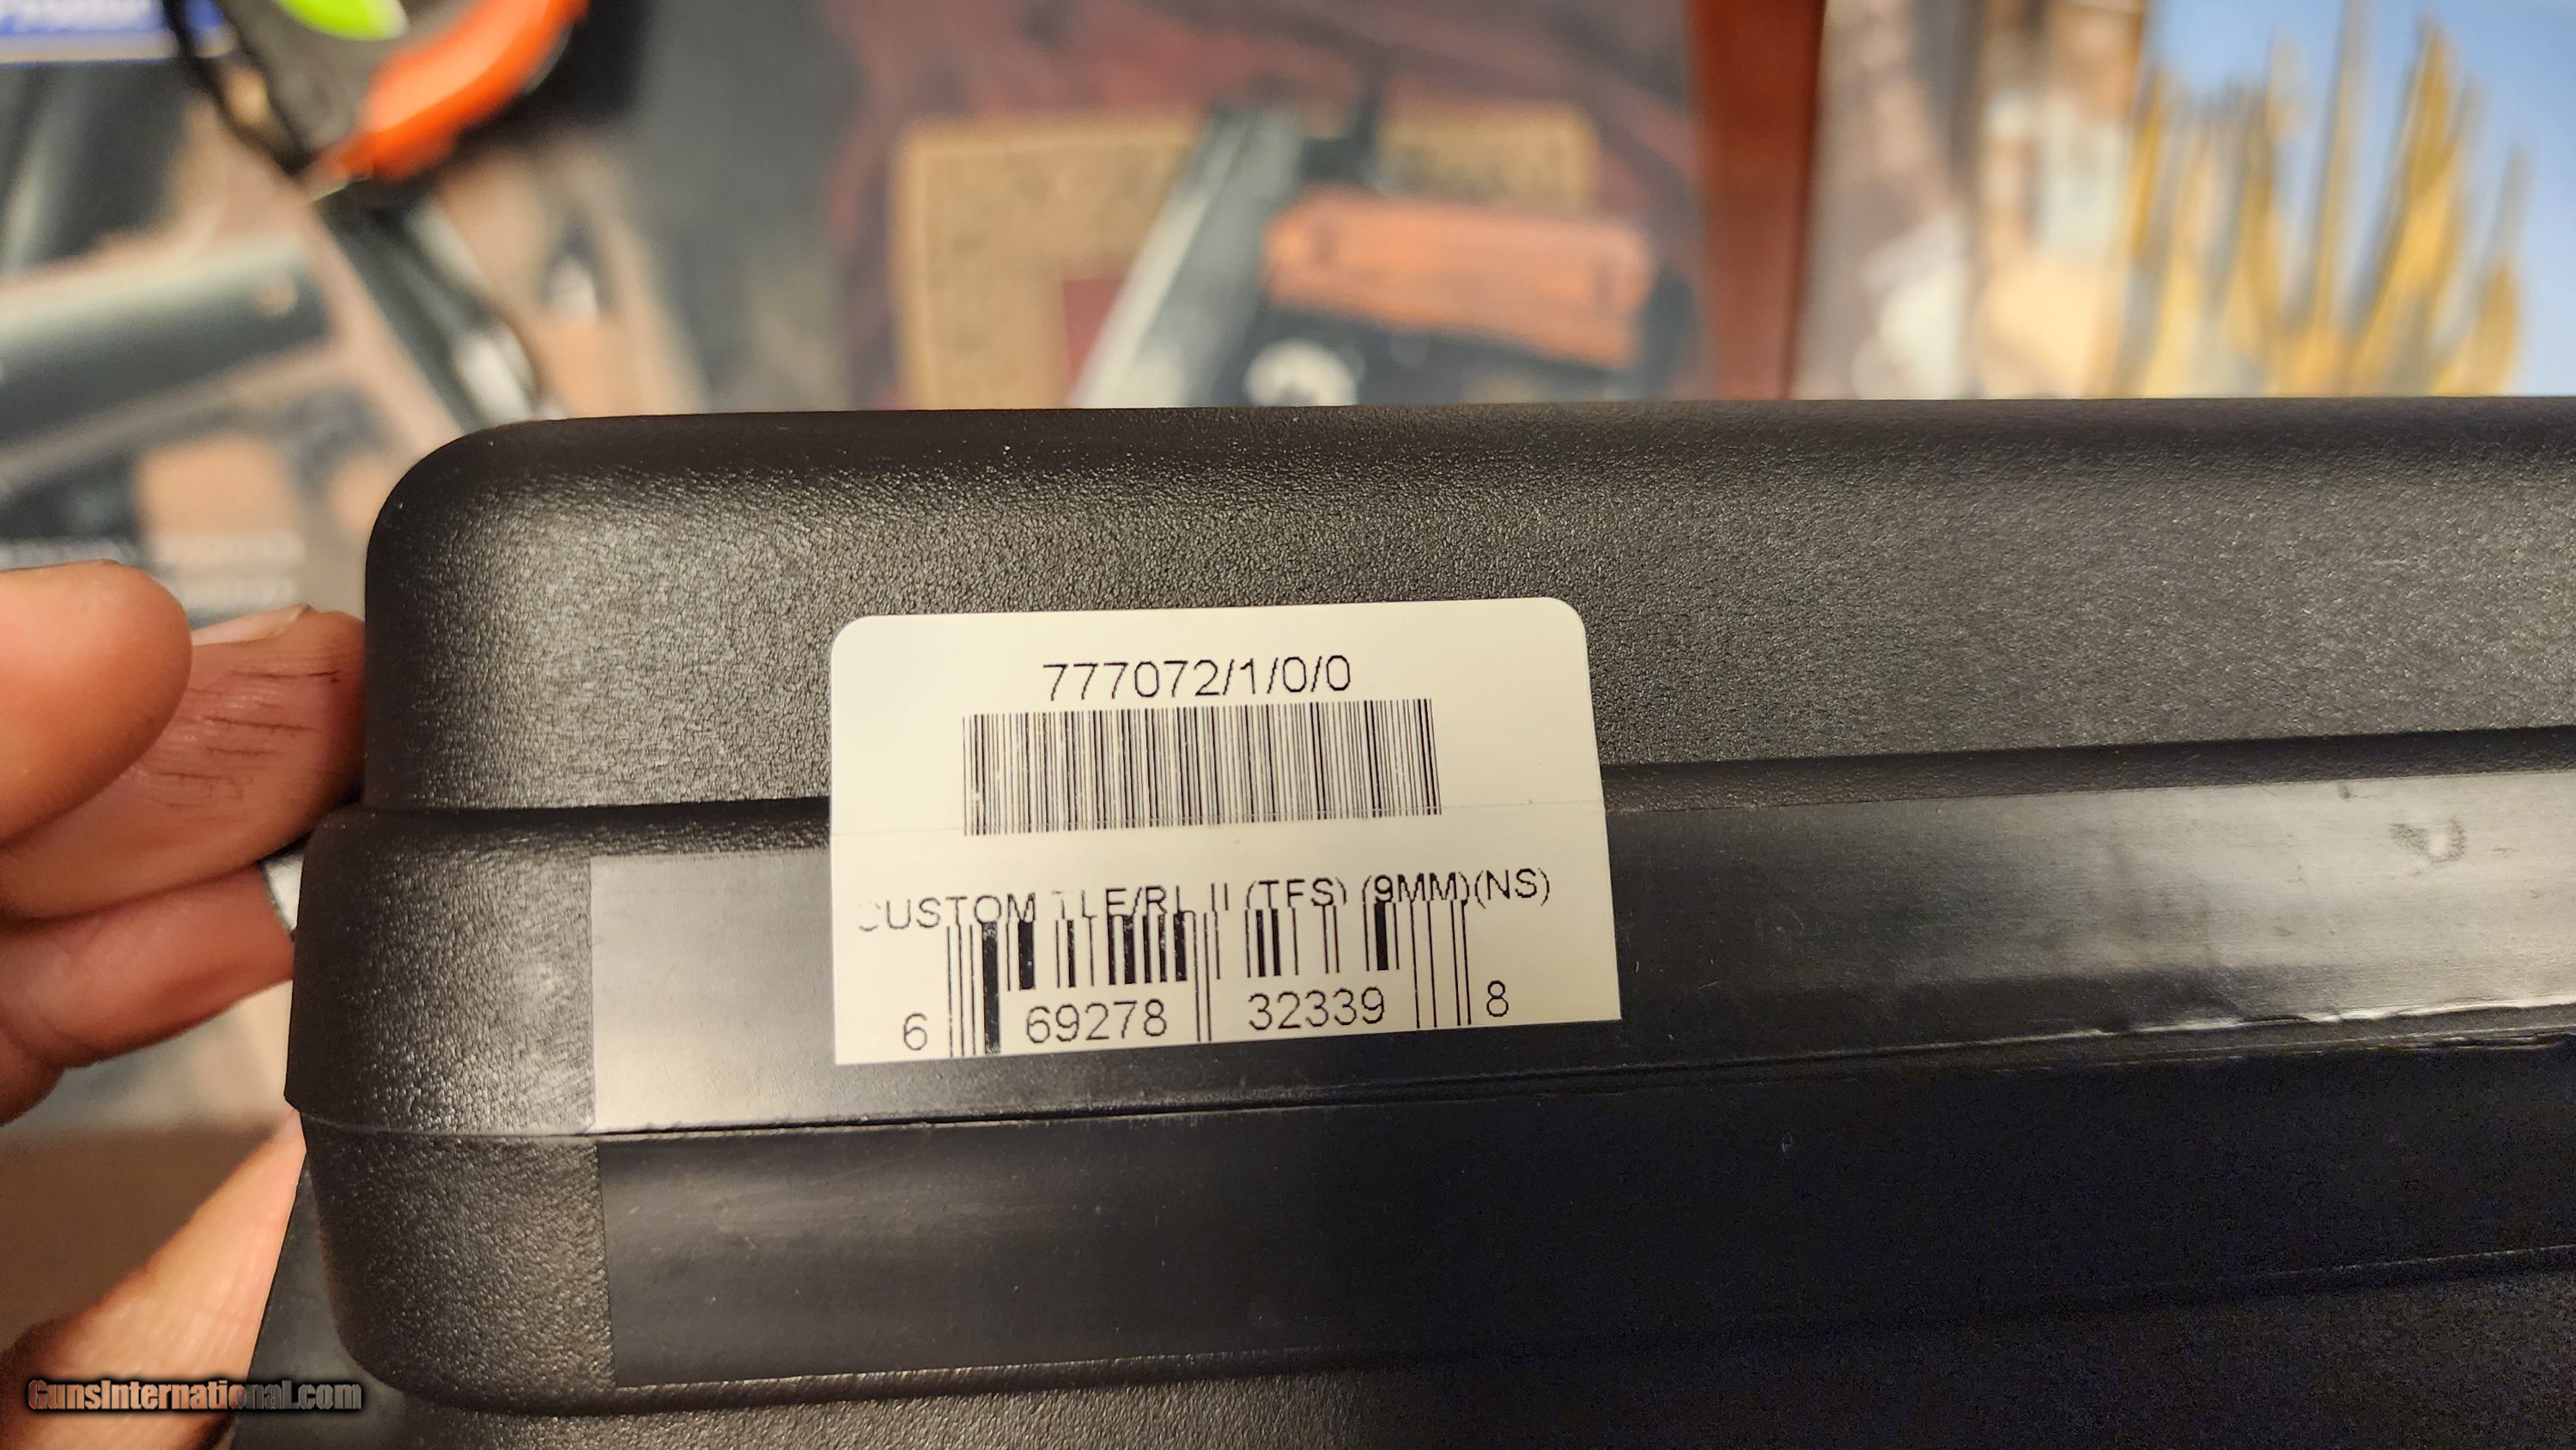 777072/1/0/0
CUSTOM TLE/RL II (TFS) (9MM)(NS)
6 69278 32339 8
GunsInternational.com